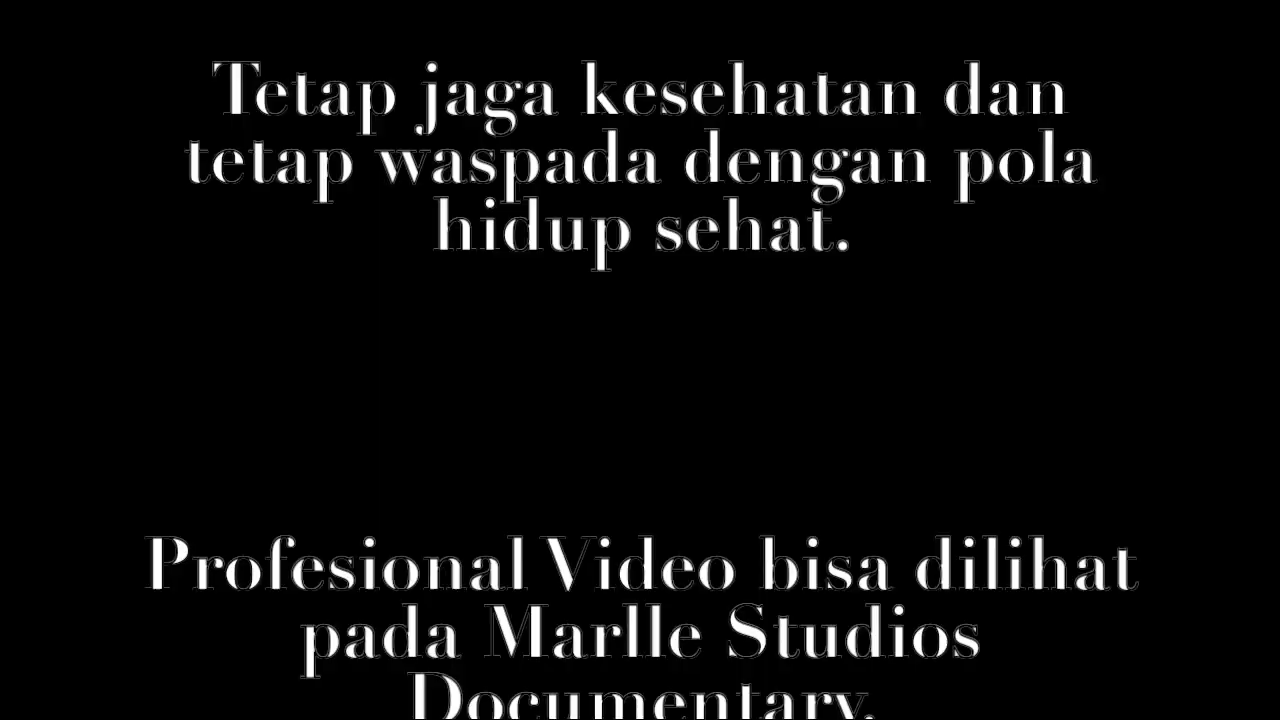 Tetap jaga kesehatan dan
tetap waspada dengan pola
hidup sehat.
Profesional Video bisa dilihat
pada Marlle Studios
Documentary.